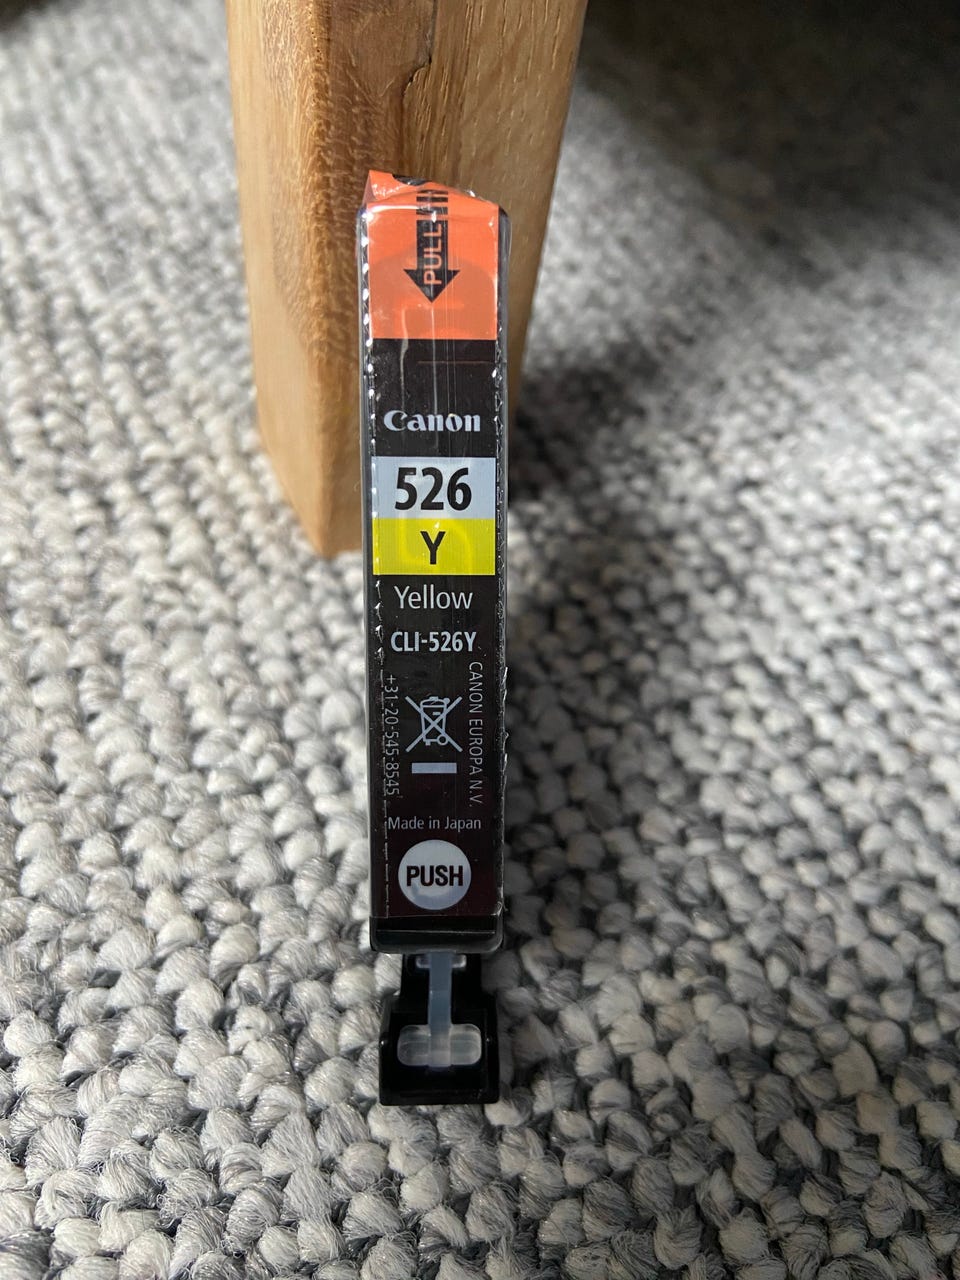 PULL
Canon
526
Y
Yellow
CLI-526Y
CANON EUROPA N.V.
+31-20-545-8545
Made in Japan
PUSH